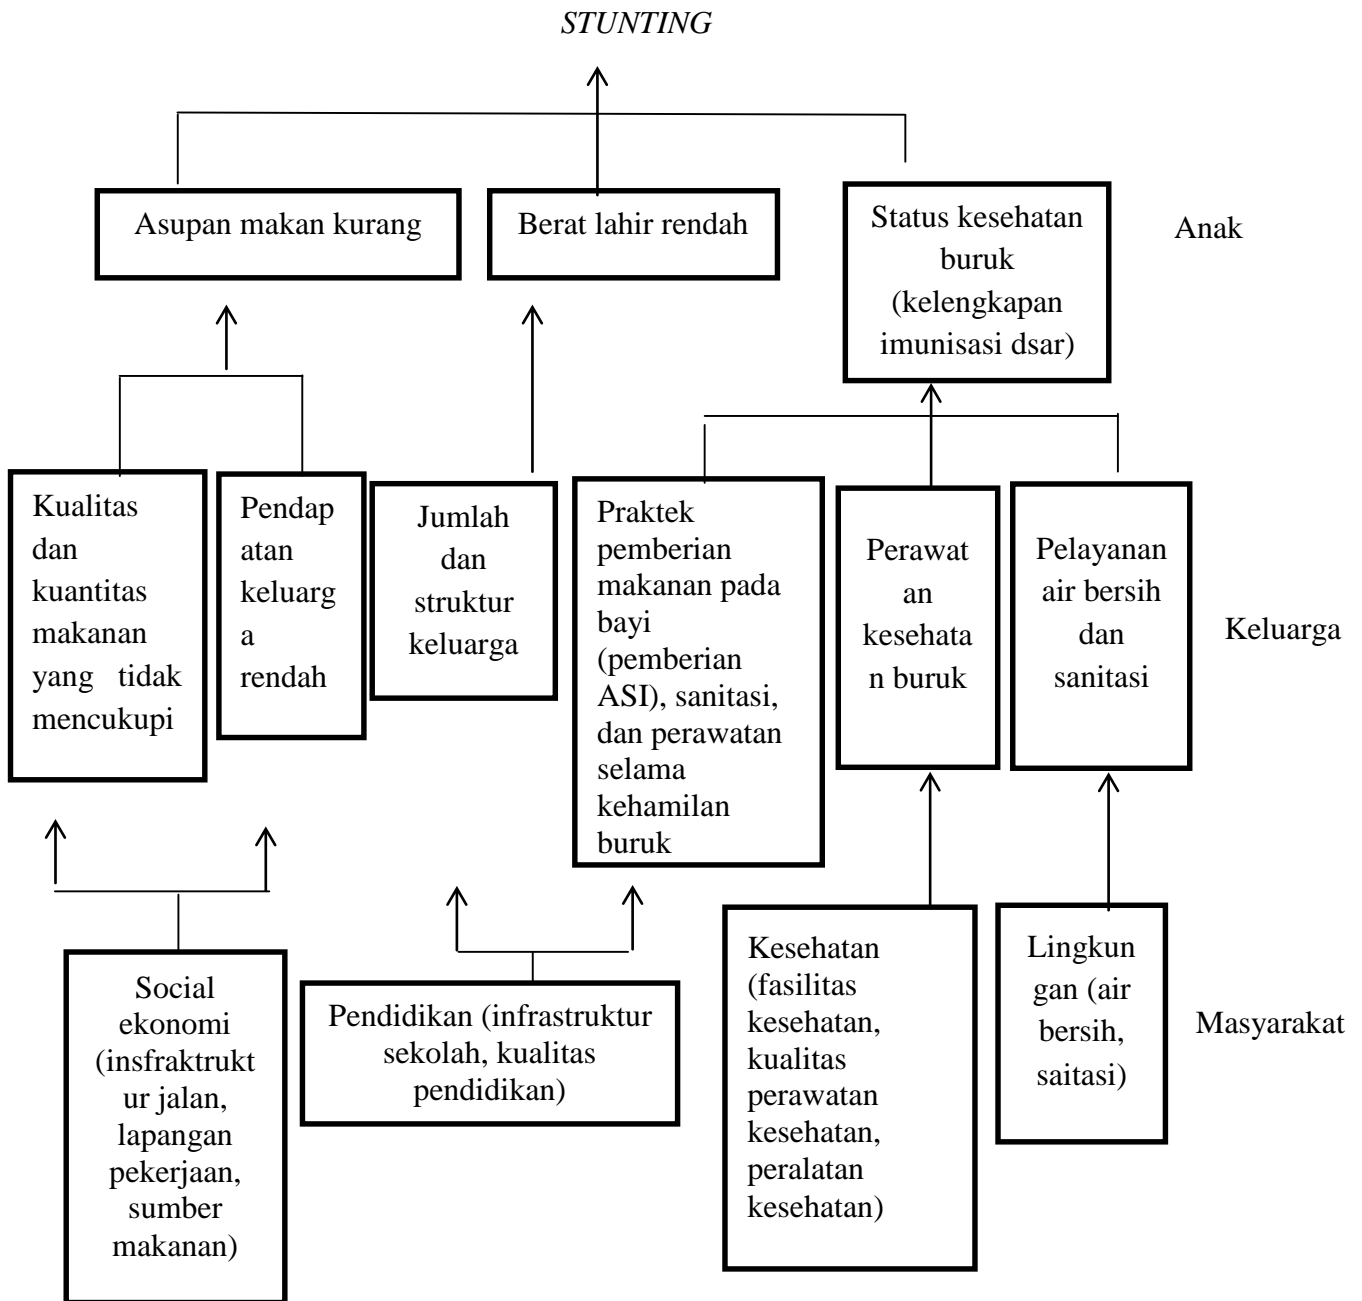 STUNTING
Asupan makan kurang
Berat lahir rendah
Status kesehatan
buruk
(kelengkapan
imunisasi dsar)
Anak
Kualitas
dan
kuantitas
makanan
yang tidak
mencukupi
Pendap
atan
keluarg
a
rendah
Jumlah
dan
struktur
keluarga
Praktek
pemberian
makanan pada
bayi
(pemberian
ASI), sanitasi,
dan perawatan
selama
kehamilan
buruk
Perawat
an
kesehata
n buruk
Pelayanan
air bersih
dan
sanitasi
Keluarga
Social
ekonomi
(insfraktrukt
ur jalan,
lapangan
pekerjaan,
sumber
makanan)
Pendidikan (infrastruktur
sekolah, kualitas
pendidikan)
Kesehatan
(fasilitas
kesehatan,
kualitas
perawatan
kesehatan,
peralatan
kesehatan)
Lingkun
gan (air
bersih,
saitasi)
Masyarakat